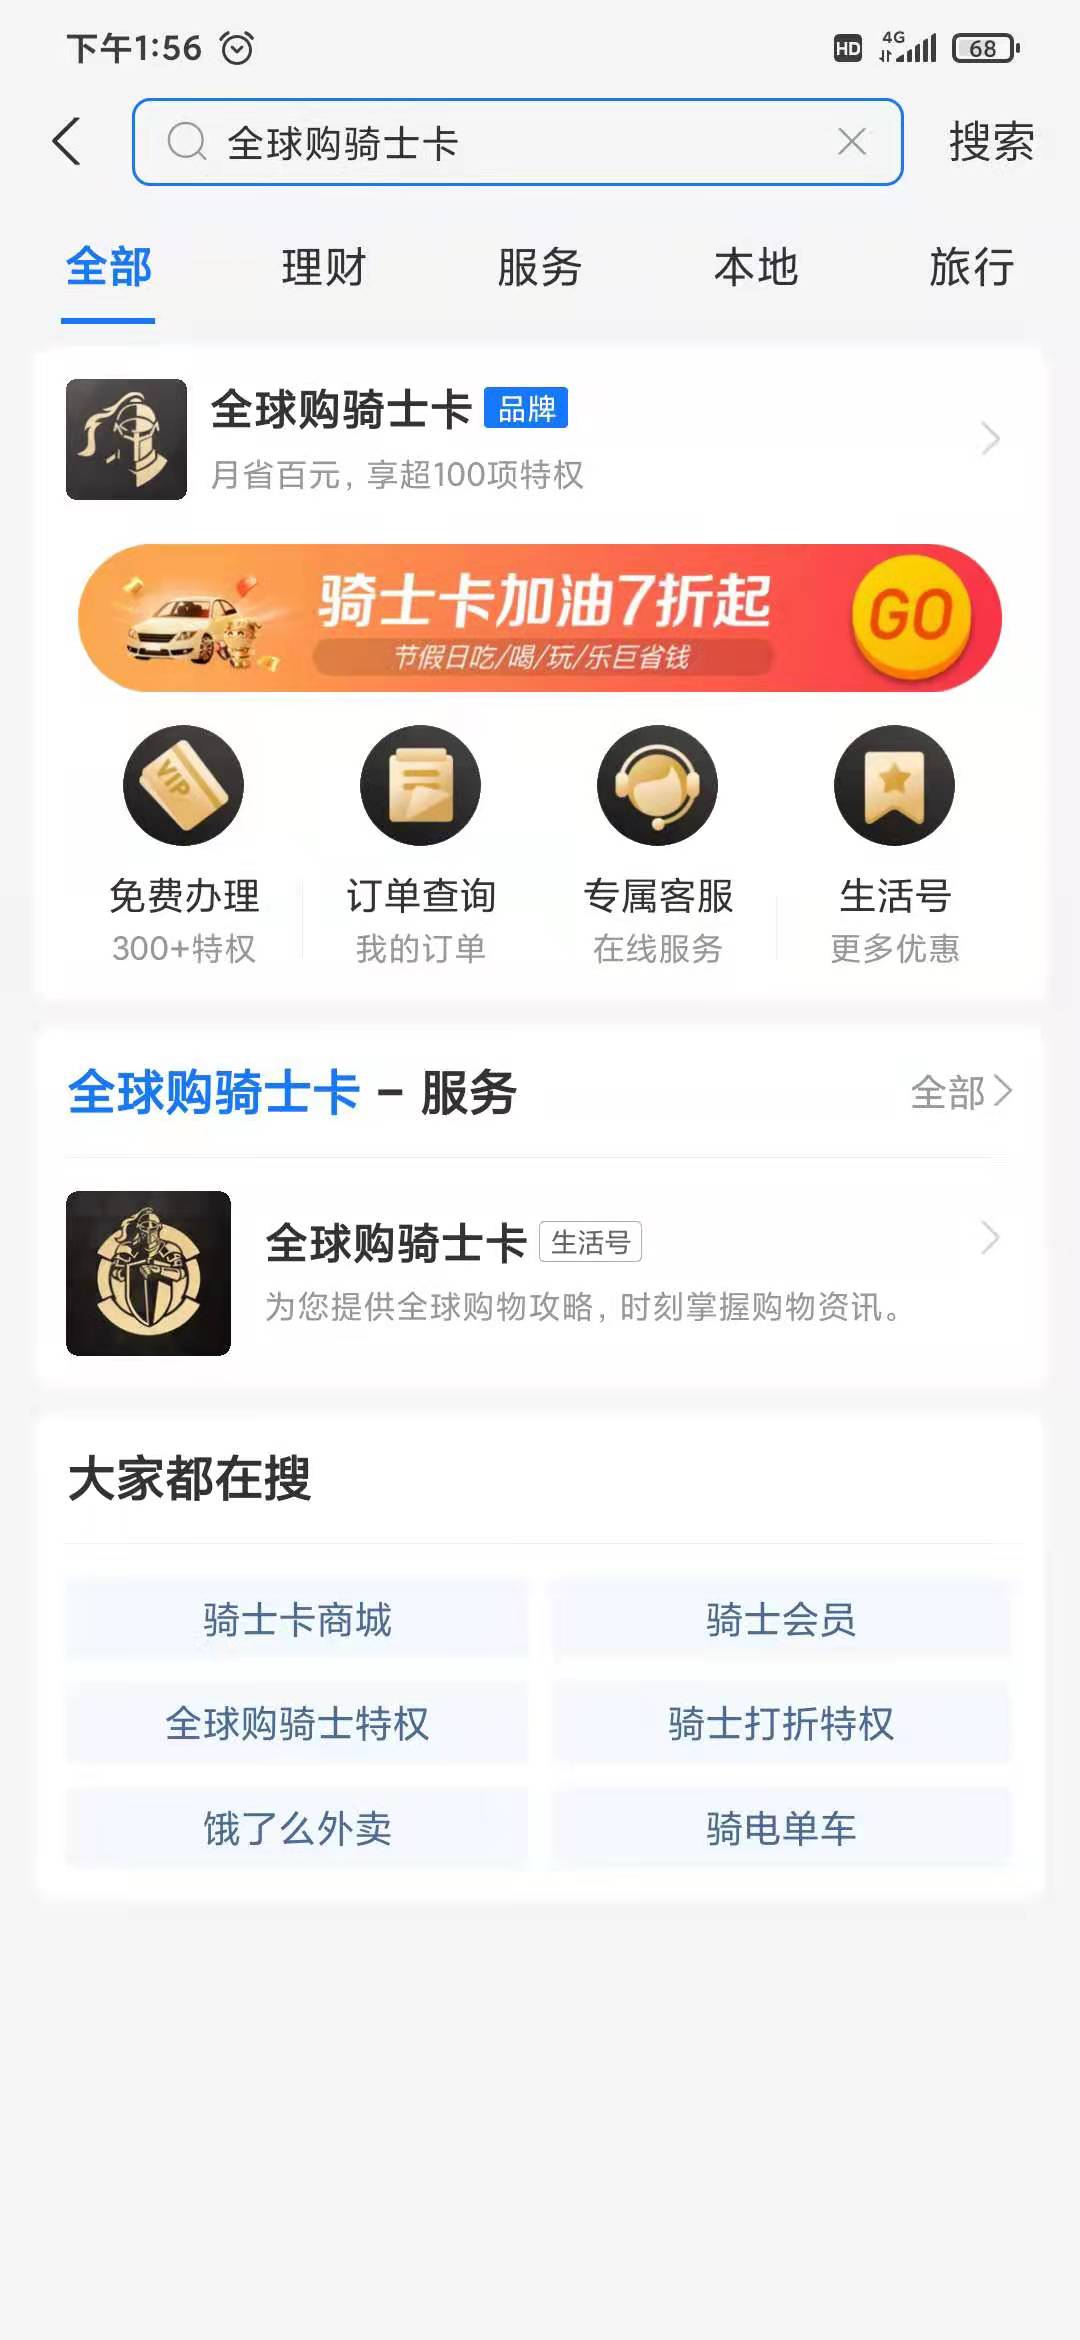 下午1:56
HD 4G 68
全球购骑士卡
搜索
全部 理财 服务 本地 旅行
全球购骑士卡 品牌
月省百元，享超100项特权
骑士卡加油7折起
节假日吃/喝/玩/乐巨省钱
GO
VIP
免费办理 订单查询 专属客服 生活号
300+特权 我的订单 在线服务 更多优惠
全球购骑士卡 – 服务 全部
全球购骑士卡 生活号
为您提供全球购物攻略，时刻掌握购物资讯。
大家都在搜
骑士卡商城 骑士会员
全球购骑士特权 骑士打折特权
饿了么外卖 骑电单车